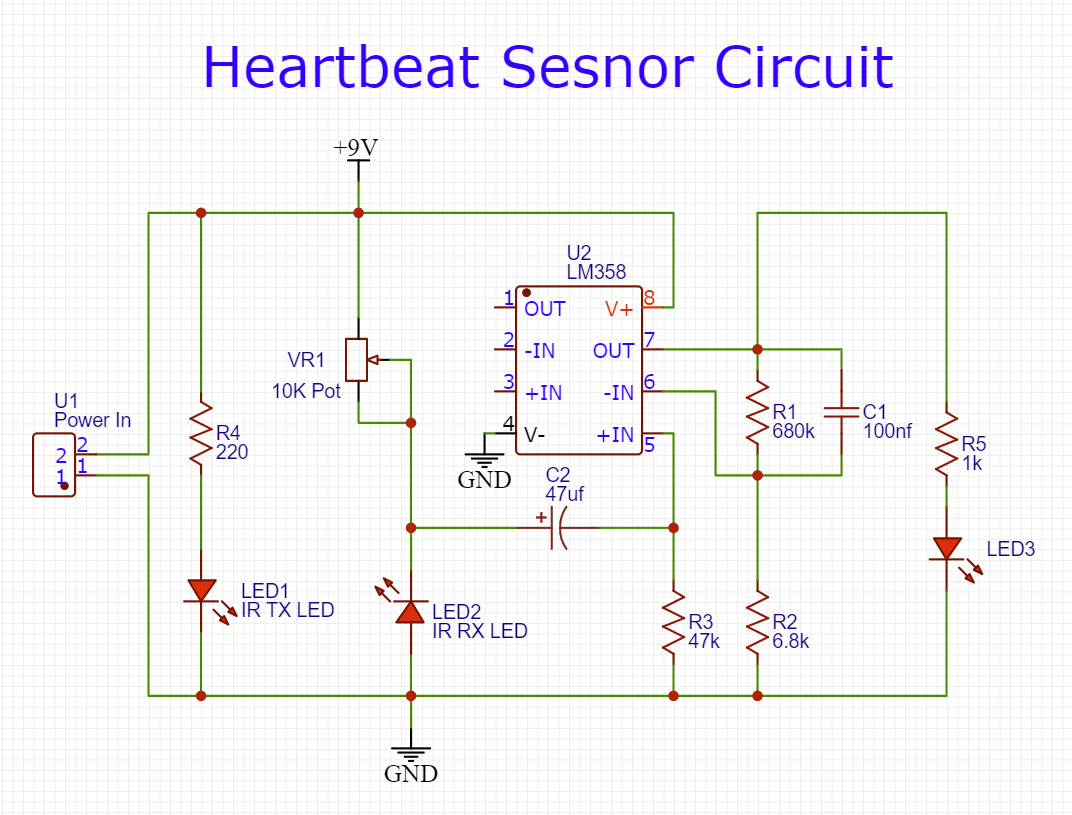 Heartbeat Sesnor Circuit
+9V
U2
LM358
1 OUT V+ 8
2 -IN OUT 7
3 +IN -IN 6
4 V- +IN 5
GND
VR1
10K Pot
U1
Power In
2 2
1 1
R4
220
R1
680k
C1
100nf
R5
1k
C2
47uf
+
LED1
IR TX LED
LED2
IR RX LED
R3
47k
R2
6.8k
LED3
GND